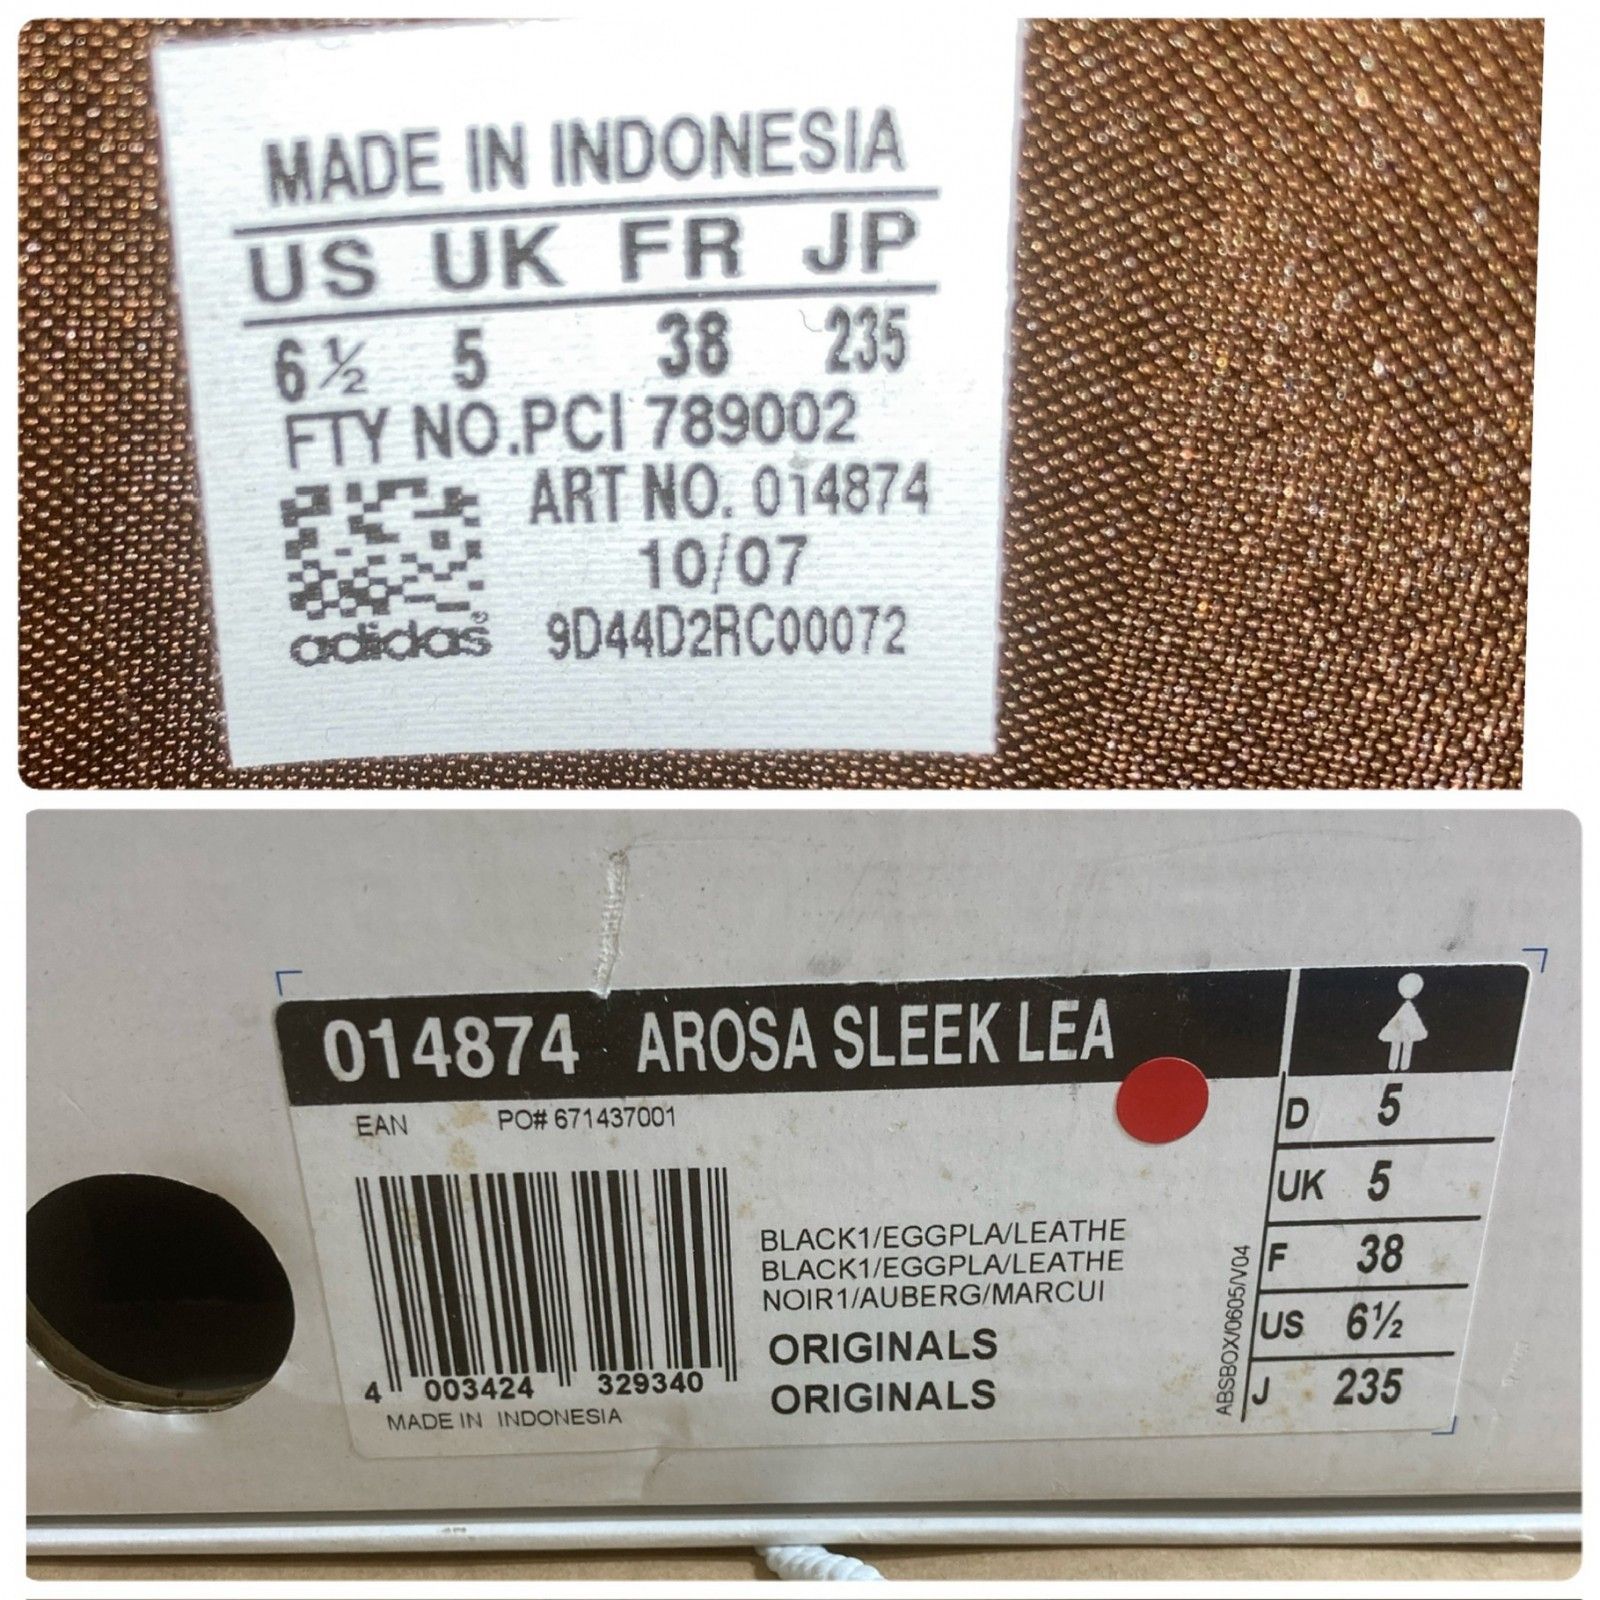 MADE IN INDONESIA
US UK FR JP
6½ 5 38 235
FTY NO.PCI 789002
ART NO. 014874
10/07
adidas® 9D44D2RC00072
014874 AROSA SLEEK LEA
EAN PO# 671437001
BLACK1/EGGPLA/LEATHE
BLACK1/EGGPLA/LEATHE
NOIR1/AUBERG/MARCUI
ORIGINALS
ORIGINALS
4 003424 329340
MADE IN INDONESIA
ABSBOX/0605/V04
D 5
UK 5
F 38
US 6½
J 235